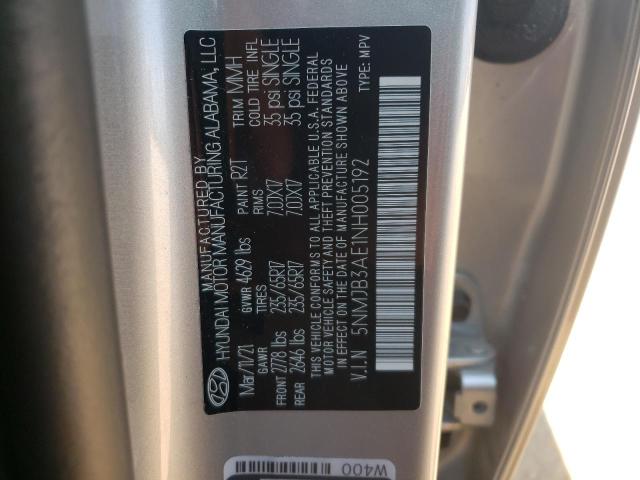 MANUFACTURED BY
HYUNDAI MOTOR MANUFACTURING ALABAMA, LLC
Mar/17/21 GVWR 4629 lbs PAINT R2T TRIM MMH
GAWR TIRES RIMS COLD TIRE INFL
FRONT 2778 lbs 235/65R17 7.0JX17 35 psi SINGLE
REAR 2646 lbs 235/65R17 7.0JX17 35 psi SINGLE
THIS VEHICLE CONFORMS TO ALL APPLICABLE U.S.A. FEDERAL
MOTOR VEHICLE SAFETY AND THEFT PREVENTION STANDARDS
IN EFFECT ON THE DATE OF MANUFACTURE SHOWN ABOVE
V.I.N 5NMJB3AE1NH005192 TYPE: MPV
W400